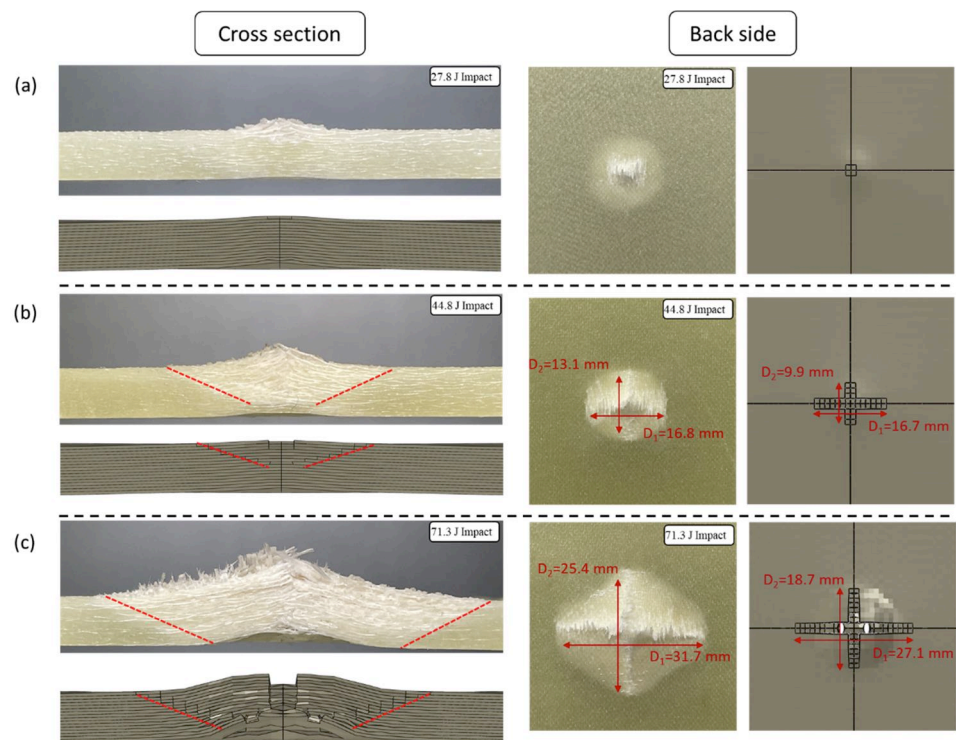 Cross section
Back side
(a)
27.8 J Impact
27.8 J Impact
(b)
44.8 J Impact
44.8 J Impact
D₂=13.1 mm
D₁=16.8 mm
D₂=9.9 mm
D₁=16.7 mm
(c)
71.3 J Impact
71.3 J Impact
D₂=25.4 mm
D₁=31.7 mm
D₂=18.7 mm
D₁=27.1 mm